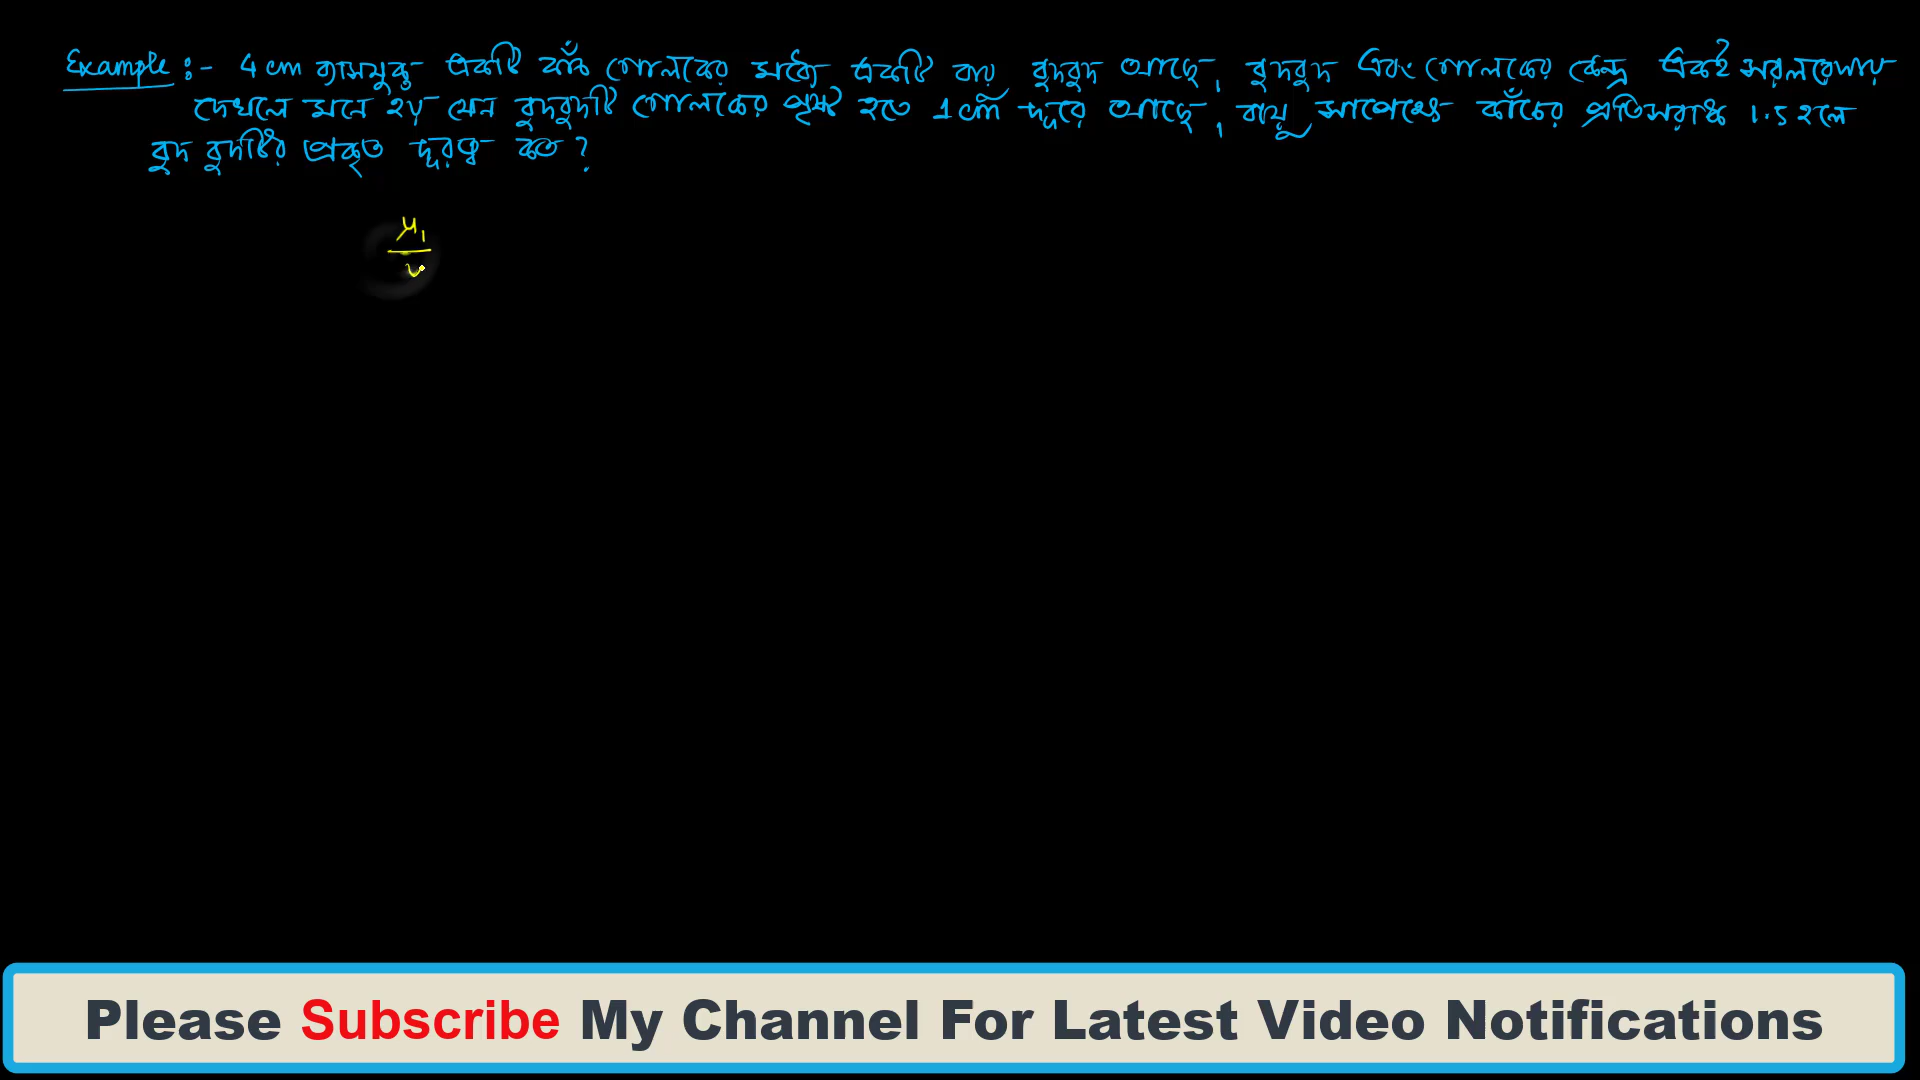 Example :- 4 cm ব্যাসযুক্ত একটি কাঁচ গোলকের মধ্যে একটি বায়ু বুদবুদ আছে, বুদবুদ এবং গোলকের কেন্দ্র একই সরলরেখায়
দেখলে মনে হয় যেন বুদবুদটি গোলকের পৃষ্ঠ হতে 1 cm দূরে আছে, বায়ু সাপেক্ষে কাঁচের প্রতিসরাঙ্ক 1.5 হলে
বুদ বুদটির প্রকৃত দূরত্ব কত ?
μ₁
v
Please Subscribe My Channel For Latest Video Notifications